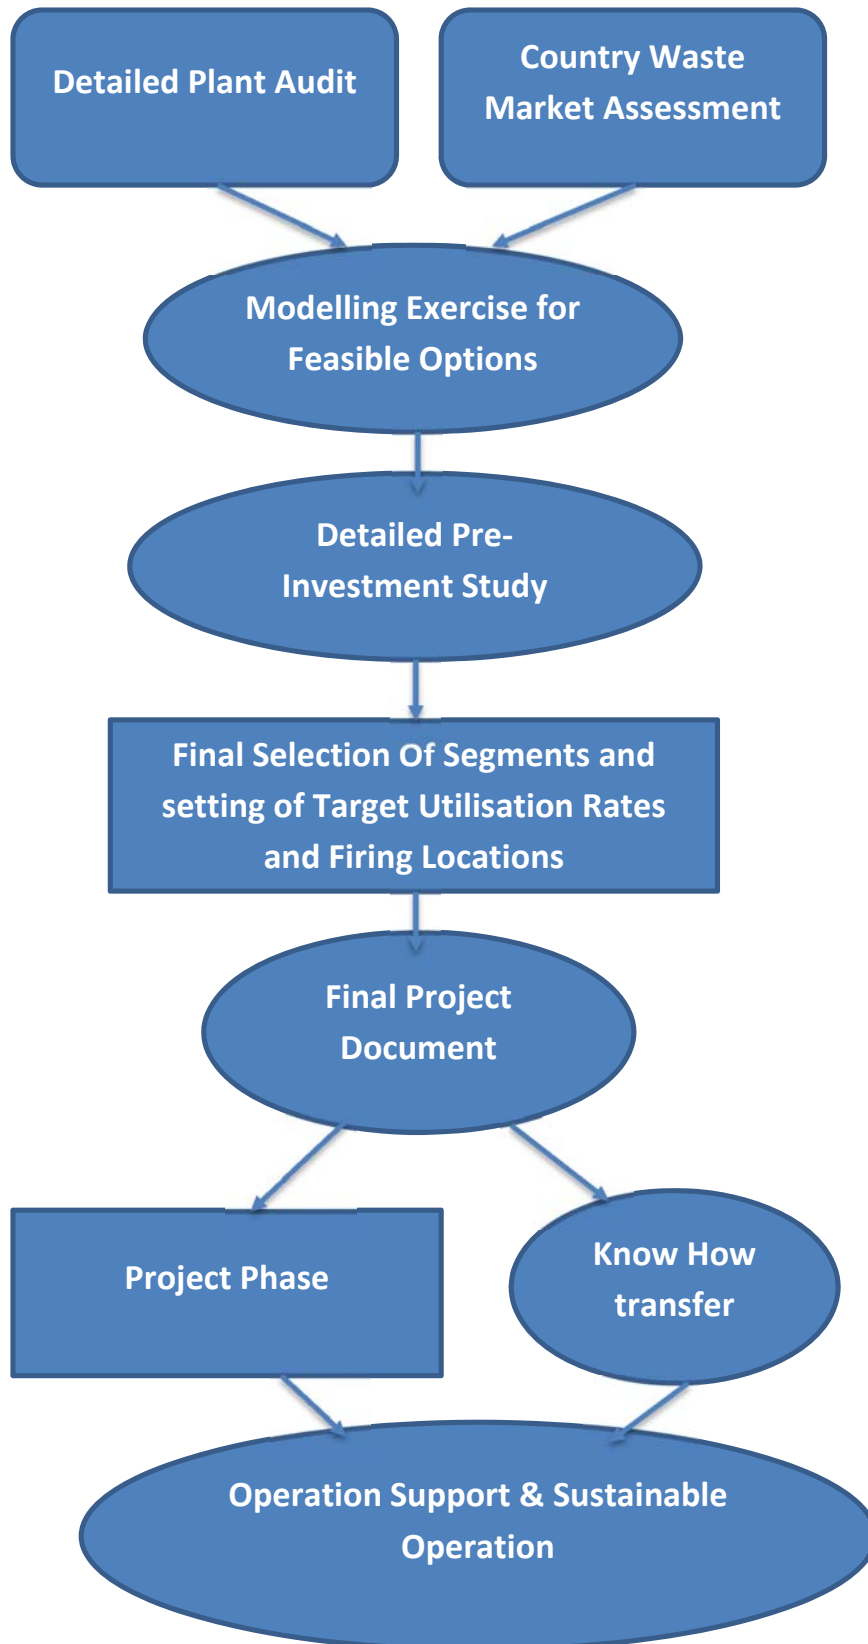 Detailed Plant Audit
Country Waste
Market Assessment
Modelling Exercise for
Feasible Options
Detailed Pre-
Investment Study
Final Selection Of Segments and
setting of Target Utilisation Rates
and Firing Locations
Final Project
Document
Project Phase
Know How
transfer
Operation Support & Sustainable
Operation